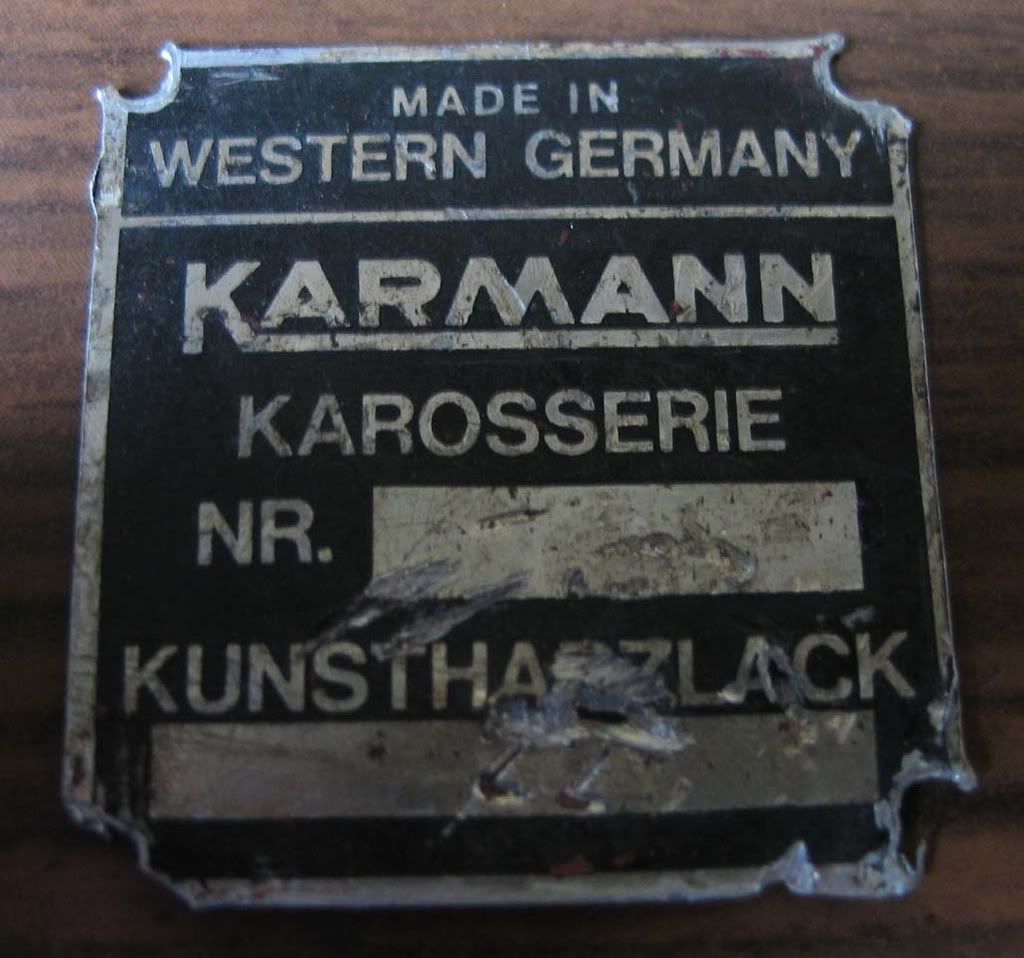 MADE IN
WESTERN GERMANY
KARMANN
KAROSSERIE
NR.
KUNSTHARZLACK